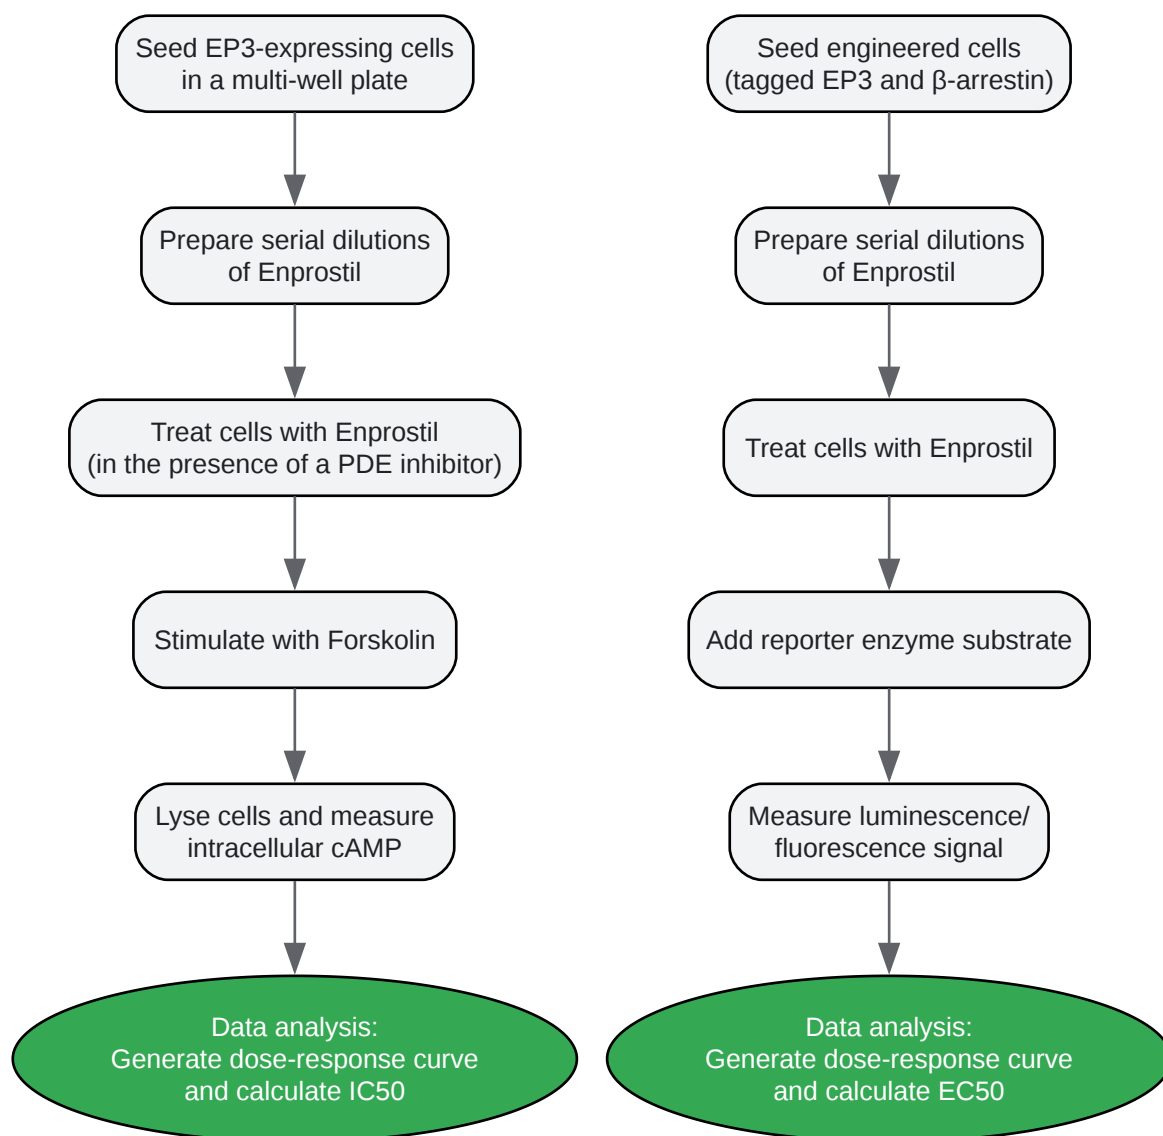 Seed EP3-expressing cells
in a multi-well plate
Prepare serial dilutions
of Enprostil
Treat cells with Enprostil
(in the presence of a PDE inhibitor)
Stimulate with Forskolin
Lyse cells and measure
intracellular cAMP
Data analysis:
Generate dose-response curve
and calculate IC50
Seed engineered cells
(tagged EP3 and β-arrestin)
Prepare serial dilutions
of Enprostil
Treat cells with Enprostil
Add reporter enzyme substrate
Measure luminescence/
fluorescence signal
Data analysis:
Generate dose-response curve
and calculate EC50